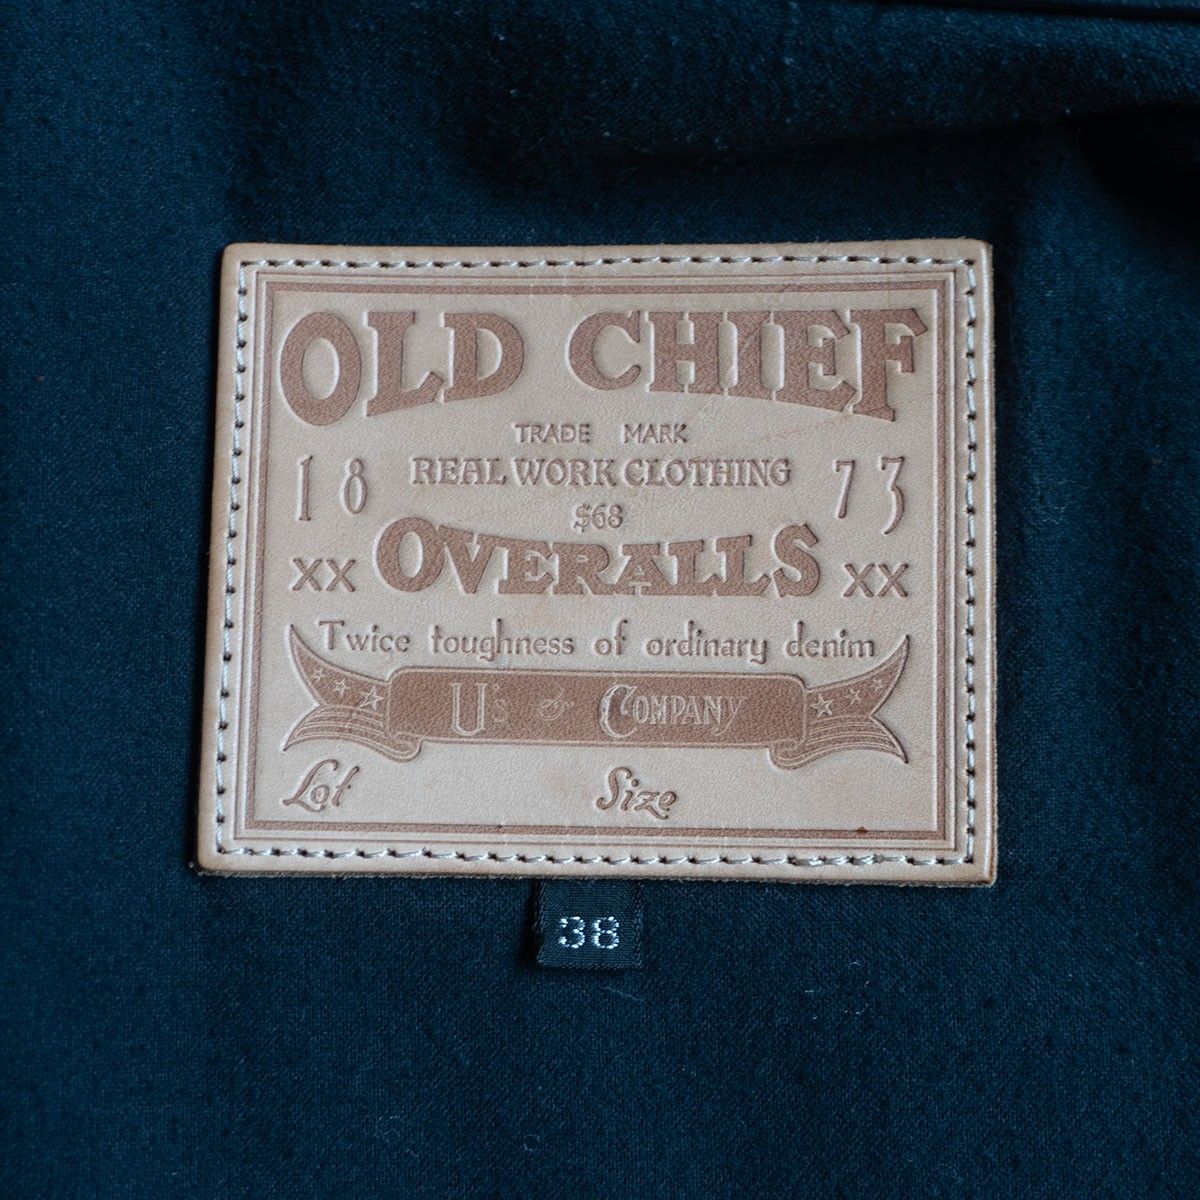 OLD CHIEF
TRADE MARK
18 REAL WORK CLOTHING 73
$68
XX OVERALLS XX
Twice toughness of ordinary denim
Us & COMPANY
Lot Size
38